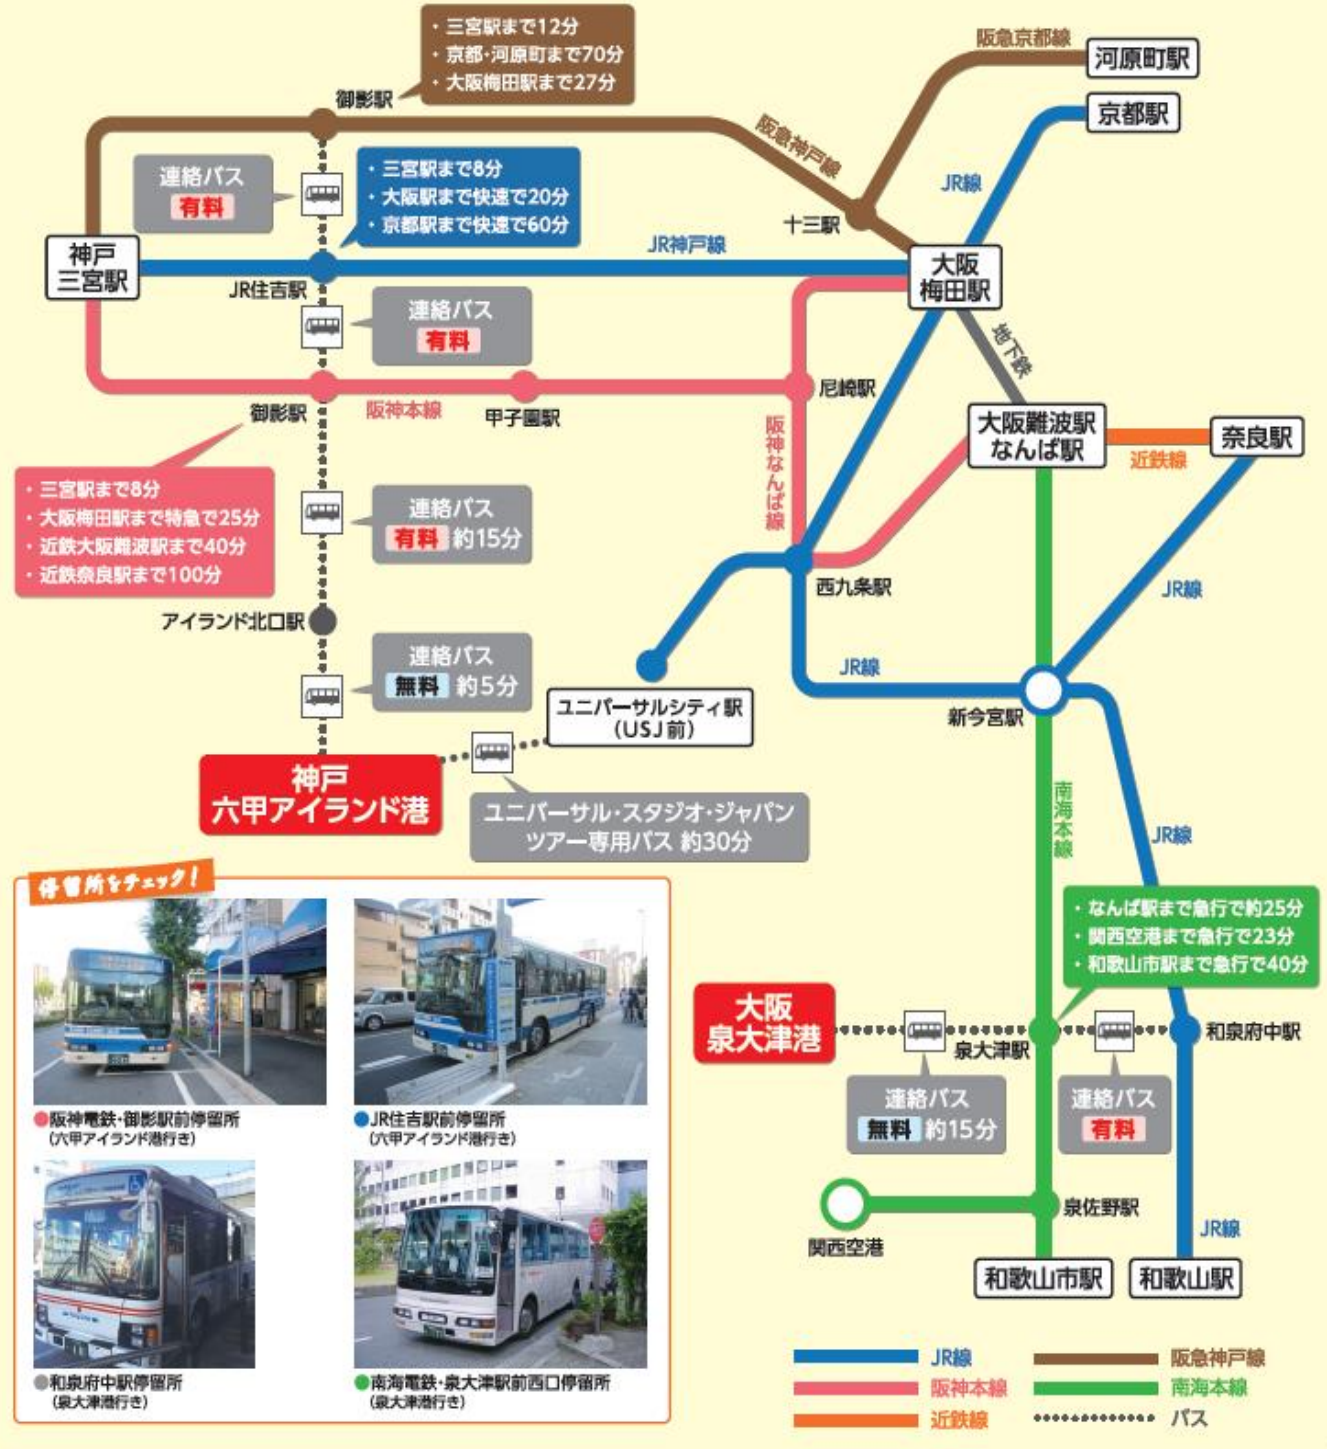 ・三宮駅まで12分
・京都・河原町まで70分
・大阪梅田駅まで27分
阪急京都線
河原町駅
京都駅
御影駅
阪急神戸線
連絡バス
有料
・三宮駅まで8分
・大阪駅まで快速で20分
・京都駅まで快速で60分
JR線
十三駅
神戸
三宮駅
JR神戸線
大阪
梅田駅
JR住吉駅
連絡バス
有料
地下鉄
御影駅
阪神本線
甲子園駅
尼崎駅
阪神なんば線
大阪難波駅
なんば駅
近鉄線
奈良駅
・三宮駅まで8分
・大阪梅田駅まで特急で25分
・近鉄大阪難波駅まで40分
・近鉄奈良駅まで100分
連絡バス
有料 約15分
西九条駅
JR線
アイランド北口駅
連絡バス
無料 約5分
JR線
ユニバーサルシティ駅
(USJ前)
新今宮駅
神戸
六甲アイランド港
ユニバーサル・スタジオ・ジャパン
ツアー専用バス 約30分
南海本線
JR線
停留所をチェック!
・なんば駅まで急行で約25分
・関西空港まで急行で23分
・和歌山市駅まで急行で40分
大阪
泉大津港
泉大津駅
和泉府中駅
連絡バス
無料 約15分
連絡バス
有料
●阪神電鉄・御影駅前停留所
(六甲アイランド港行き)
●JR住吉駅前停留所
(六甲アイランド港行き)
泉佐野駅
関西空港
JR線
和歌山市駅
和歌山駅
●和泉府中駅停留所
(泉大津港行き)
●南海電鉄・泉大津駅前西口停留所
(泉大津港行き)
JR線
阪急神戸線
阪神本線
南海本線
近鉄線
バス